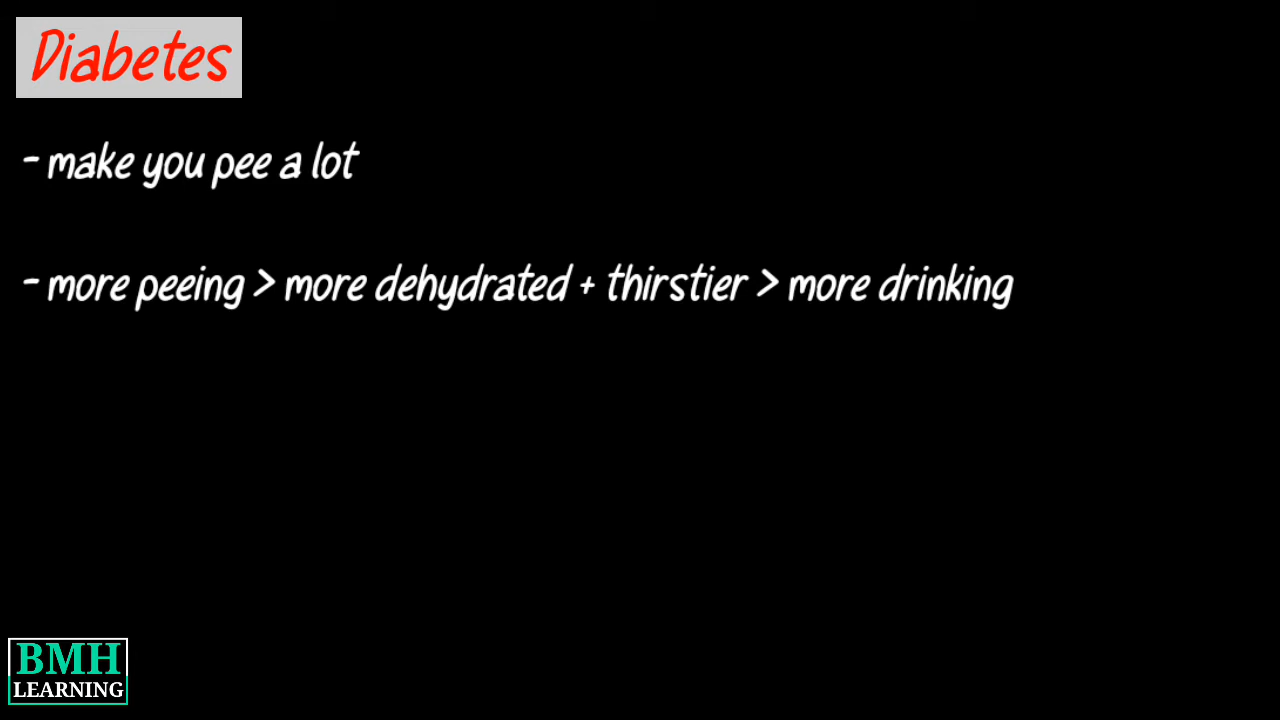 Diabetes
- make you pee a lot
- more peeing > more dehydrated + thirstier > more drinking
BMH
LEARNING